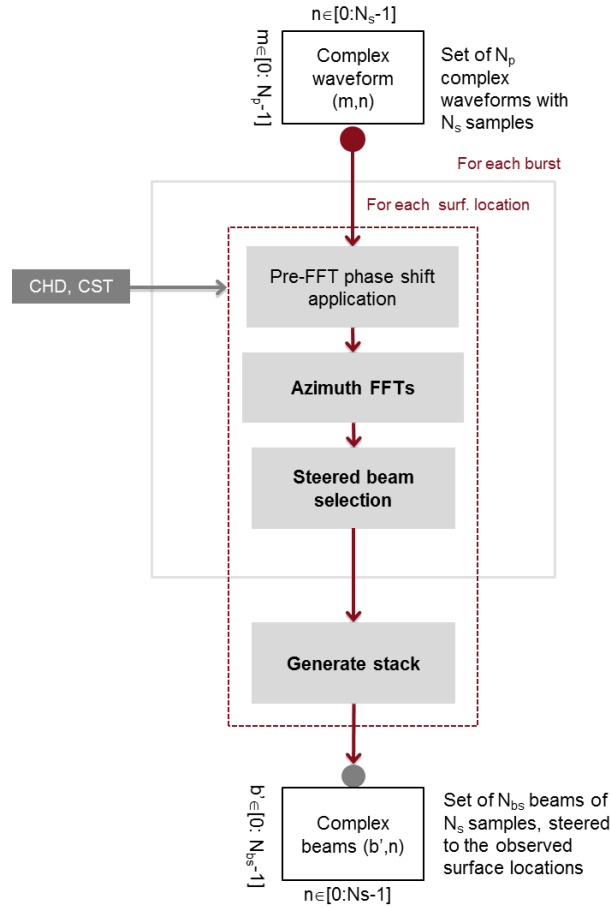 n∈[0:Nₛ-1]
m∈[0: Nₚ-1]
Complex
waveform
(m,n)
Set of Nₚ
complex
waveforms with
Nₛ samples
For each burst
For each surf. location
Pre-FFT phase shift
application
CHD, CST
Azimuth FFTs
Steered beam
selection
Generate stack
b'∈[0: N_bs-1]
Complex
beams (b',n)
Set of N_bs beams of
Nₛ samples, steered
to the observed
surface locations
n∈[0:Ns-1]